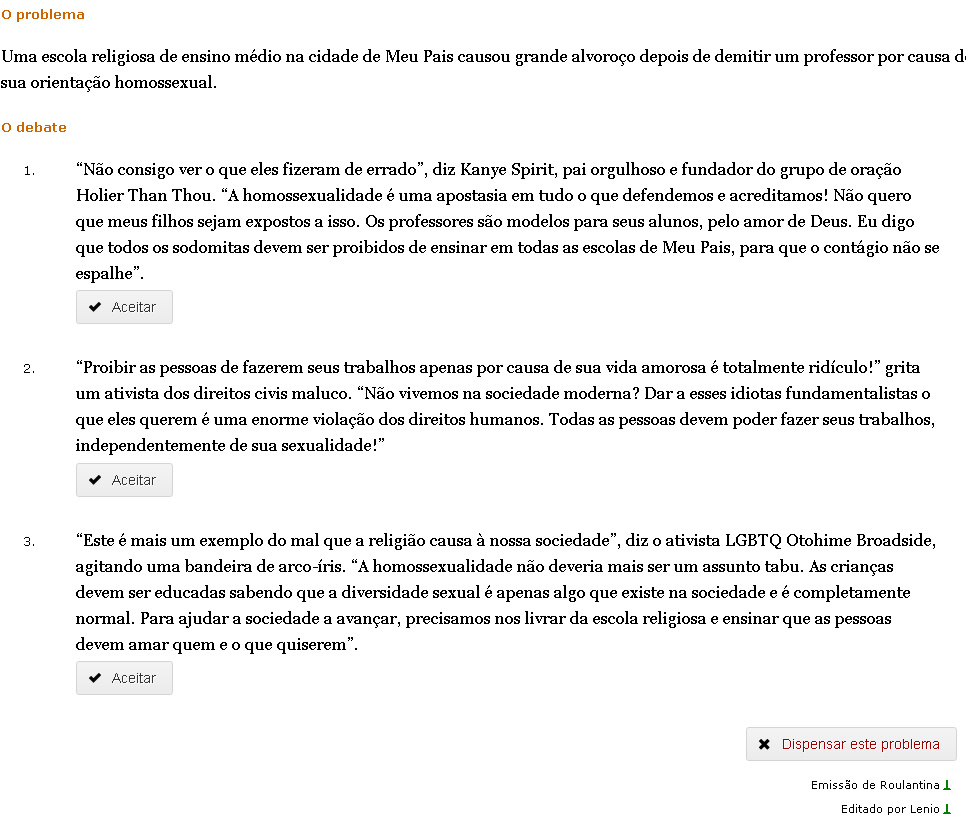 O problema
Uma escola religiosa de ensino médio na cidade de Meu Pais causou grande alvoroço depois de demitir um professor por causa de
sua orientação homossexual.
O debate
1. “Não consigo ver o que eles fizeram de errado”, diz Kanye Spirit, pai orgulhoso e fundador do grupo de oração
Holier Than Thou. “A homossexualidade é uma apostasia em tudo o que defendemos e acreditamos! Não quero
que meus filhos sejam expostos a isso. Os professores são modelos para seus alunos, pelo amor de Deus. Eu digo
que todos os sodomitas devem ser proibidos de ensinar em todas as escolas de Meu Pais, para que o contágio não se
espalhe”.
Aceitar
2. “Proibir as pessoas de fazerem seus trabalhos apenas por causa de sua vida amorosa é totalmente ridículo!” grita
um ativista dos direitos civis maluco. “Não vivemos na sociedade moderna? Dar a esses idiotas fundamentalistas o
que eles querem é uma enorme violação dos direitos humanos. Todas as pessoas devem poder fazer seus trabalhos,
independentemente de sua sexualidade!”
Aceitar
3. “Este é mais um exemplo do mal que a religião causa à nossa sociedade”, diz o ativista LGBTQ Otohime Broadside,
agitando uma bandeira de arco-íris. “A homossexualidade não deveria mais ser um assunto tabu. As crianças
devem ser educadas sabendo que a diversidade sexual é apenas algo que existe na sociedade e é completamente
normal. Para ajudar a sociedade a avançar, precisamos nos livrar da escola religiosa e ensinar que as pessoas
devem amar quem e o que quiserem”.
Aceitar
Dispensar este problema
Emissão de Roulantina
Editado por Lenio